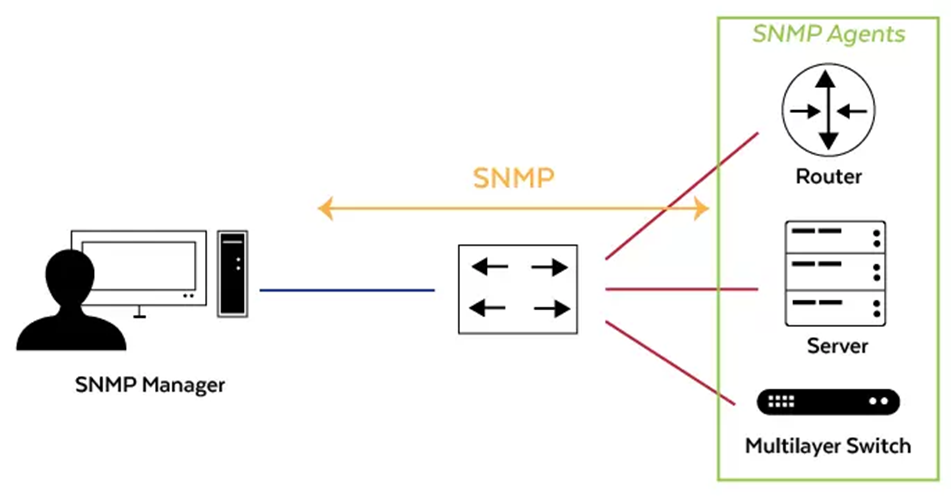 SNMP Agents
Router
SNMP
Server
SNMP Manager
Multilayer Switch